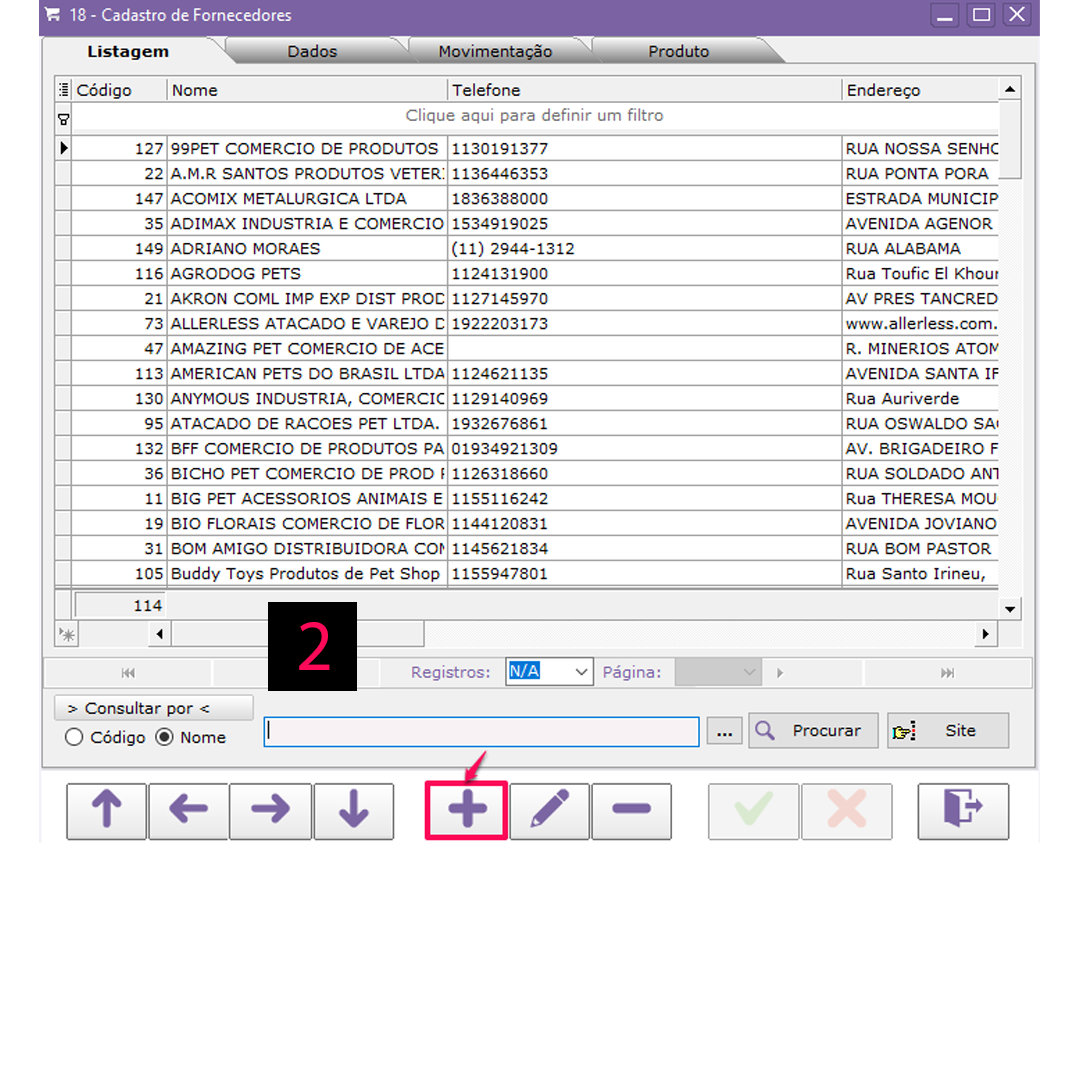 18 - Cadastro de Fornecedores
Listagem Dados Movimentação Produto
Código Nome Telefone Endereço
Clique aqui para definir um filtro
127 99PET COMERCIO DE PRODUTOS 1130191377 RUA NOSSA SENHO
22 A.M.R SANTOS PRODUTOS VETER 1136446353 RUA PONTA PORA
147 ACOMIX METALURGICA LTDA 1836388000 ESTRADA MUNICIP
35 ADIMAX INDUSTRIA E COMERCIO 1534919025 AVENIDA AGENOR
149 ADRIANO MORAES (11) 2944-1312 RUA ALABAMA
116 AGRODOG PETS 1124131900 Rua Toufic El Khour
21 AKRON COML IMP EXP DIST PROD 1127145970 AV PRES TANCRED
73 ALLERLESS ATACADO E VAREJO D 1922203173 www.allerless.com.
47 AMAZING PET COMERCIO DE ACE R. MINERIOS ATOM
113 AMERICAN PETS DO BRASIL LTDA 1124621135 AVENIDA SANTA IF
130 ANYMOUS INDUSTRIA, COMERCIO 1129140969 Rua Auriverde
95 ATACADO DE RACOES PET LTDA. 1932676861 RUA OSWALDO SA
132 BFF COMERCIO DE PRODUTOS PA 01934921309 AV. BRIGADEIRO F
36 BICHO PET COMERCIO DE PROD 1126318660 RUA SOLDADO ANT
11 BIG PET ACESSORIOS ANIMAIS E 1155116242 Rua THERESA MOU
19 BIO FLORAIS COMERCIO DE FLOR 1144120831 AVENIDA JOVIANO
31 BOM AMIGO DISTRIBUIDORA COM 1145621834 RUA BOM PASTOR
105 Buddy Toys Produtos de Pet Shop 1155947801 Rua Santo Irineu,
114
2
Registros: N/A Página:
> Consultar por <
Código Nome ... Procurar Site